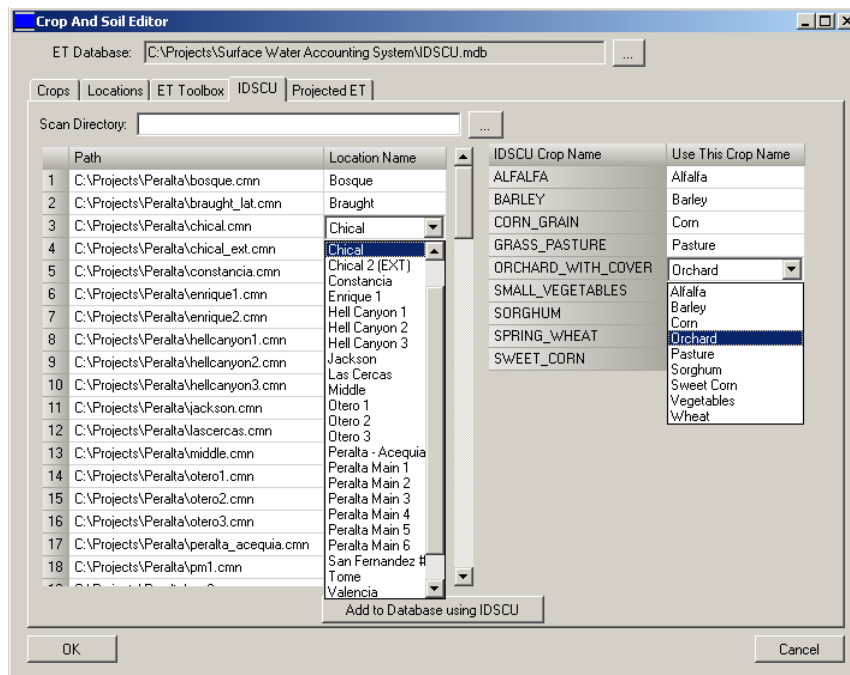 Crop And Soil Editor
ET Database: C:\Projects\Surface Water Accounting System\IDSCU.mdb ...
Crops Locations ET Toolbox IDSCU Projected ET
Scan Directory: ...
Path Location Name
1 C:\Projects\Peralta\bosque.cmn Bosque
2 C:\Projects\Peralta\braught_lat.cmn Braught
3 C:\Projects\Peralta\chical.cmn Chical
4 C:\Projects\Peralta\chical_ext.cmn
5 C:\Projects\Peralta\constancia.cmn
6 C:\Projects\Peralta\enrique1.cmn
7 C:\Projects\Peralta\enrique2.cmn
8 C:\Projects\Peralta\hellcanyon1.cmn
9 C:\Projects\Peralta\hellcanyon2.cmn
10 C:\Projects\Peralta\hellcanyon3.cmn
11 C:\Projects\Peralta\jackson.cmn
12 C:\Projects\Peralta\lascercas.cmn
13 C:\Projects\Peralta\middle.cmn
14 C:\Projects\Peralta\otero1.cmn
15 C:\Projects\Peralta\otero2.cmn
16 C:\Projects\Peralta\otero3.cmn
17 C:\Projects\Peralta\peralta_acequia.cmn
18 C:\Projects\Peralta\pm1.cmn
Chical
Chical 2 (EXT)
Constancia
Enrique 1
Hell Canyon 1
Hell Canyon 2
Hell Canyon 3
Jackson
Las Cercas
Middle
Otero 1
Otero 2
Otero 3
Peralta - Acequia
Peralta Main 1
Peralta Main 2
Peralta Main 3
Peralta Main 4
Peralta Main 5
Peralta Main 6
San Fernandez #
Tome
Valencia
IDSCU Crop Name Use This Crop Name
ALFALFA Alfalfa
BARLEY Barley
CORN_GRAIN Corn
GRASS_PASTURE Pasture
ORCHARD_WITH_COVER Orchard
SMALL_VEGETABLES
SORGHUM
SPRING_WHEAT
SWEET_CORN
Alfalfa
Barley
Corn
Orchard
Pasture
Sorghum
Sweet Corn
Vegetables
Wheat
Add to Database using IDSCU
OK Cancel